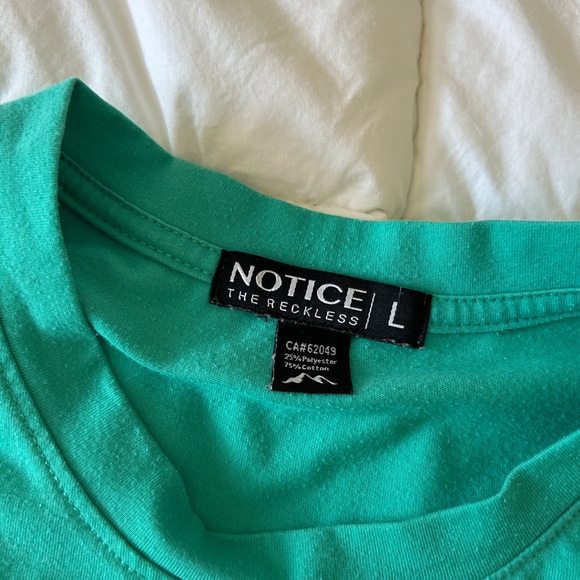 NOTICE
THE RECKLESS
L
CA#62049
25% Polyester
75% Cotton